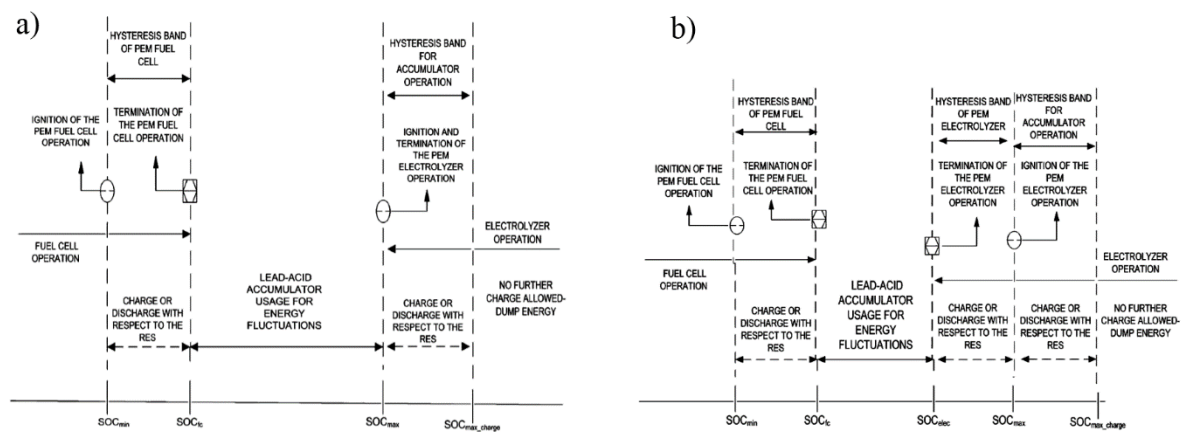 a)
HYSTERESIS BAND
OF PEM FUEL
CELL
HYSTERESIS BAND
FOR
ACCUMULATOR
OPERATION
IGNITION OF THE
PEM FUEL CELL
OPERATION
TERMINATION OF
THE PEM FUEL
CELL OPERATION
IGNITION AND
TERMINATION OF
THE PEM
ELECTROLYZER
OPERATION
FUEL CELL
OPERATION
ELECTROLYZER
OPERATION
CHARGE OR
DISCHARGE WITH
RESPECT TO THE
RES
LEAD-ACID
ACCUMULATOR
USAGE FOR
ENERGY
FLUCTUATIONS
CHARGE OR
DISCHARGE WITH
RESPECT TO THE
RES
NO FURTHER
CHARGE ALLOWED-
DUMP ENERGY
SOCmin
SOCfc
SOCmax
SOCmax_charge
b)
HYSTERESIS BAND
OF PEM FUEL
CELL
HYSTERESIS
BAND OF PEM
ELECTROLYZER
HYSTERESIS BAND
FOR
ACCUMULATOR
OPERATION
IGNITION OF THE
PEM FUEL CELL
OPERATION
TERMINATION OF
THE PEM FUEL
CELL OPERATION
TERMINATION OF
THE PEM
ELECTROLYZER
OPERATION
IGNITION OF THE
PEM
ELECTROLYZER
OPERATION
FUEL CELL
OPERATION
ELECTROLYZER
OPERATION
CHARGE OR
DISCHARGE WITH
RESPECT TO THE
RES
LEAD-ACID
ACCUMULATOR
USAGE FOR
ENERGY
FLUCTUATIONS
CHARGE OR
DISCHARGE WITH
RESPECT TO THE
RES
CHARGE OR
DISCHARGE WITH
RESPECT TO THE
RES
NO FURTHER
CHARGE ALLOWED-
DUMP ENERGY
SOCmin
SOCfc
SOCelec
SOCmax
SOCmax_charge